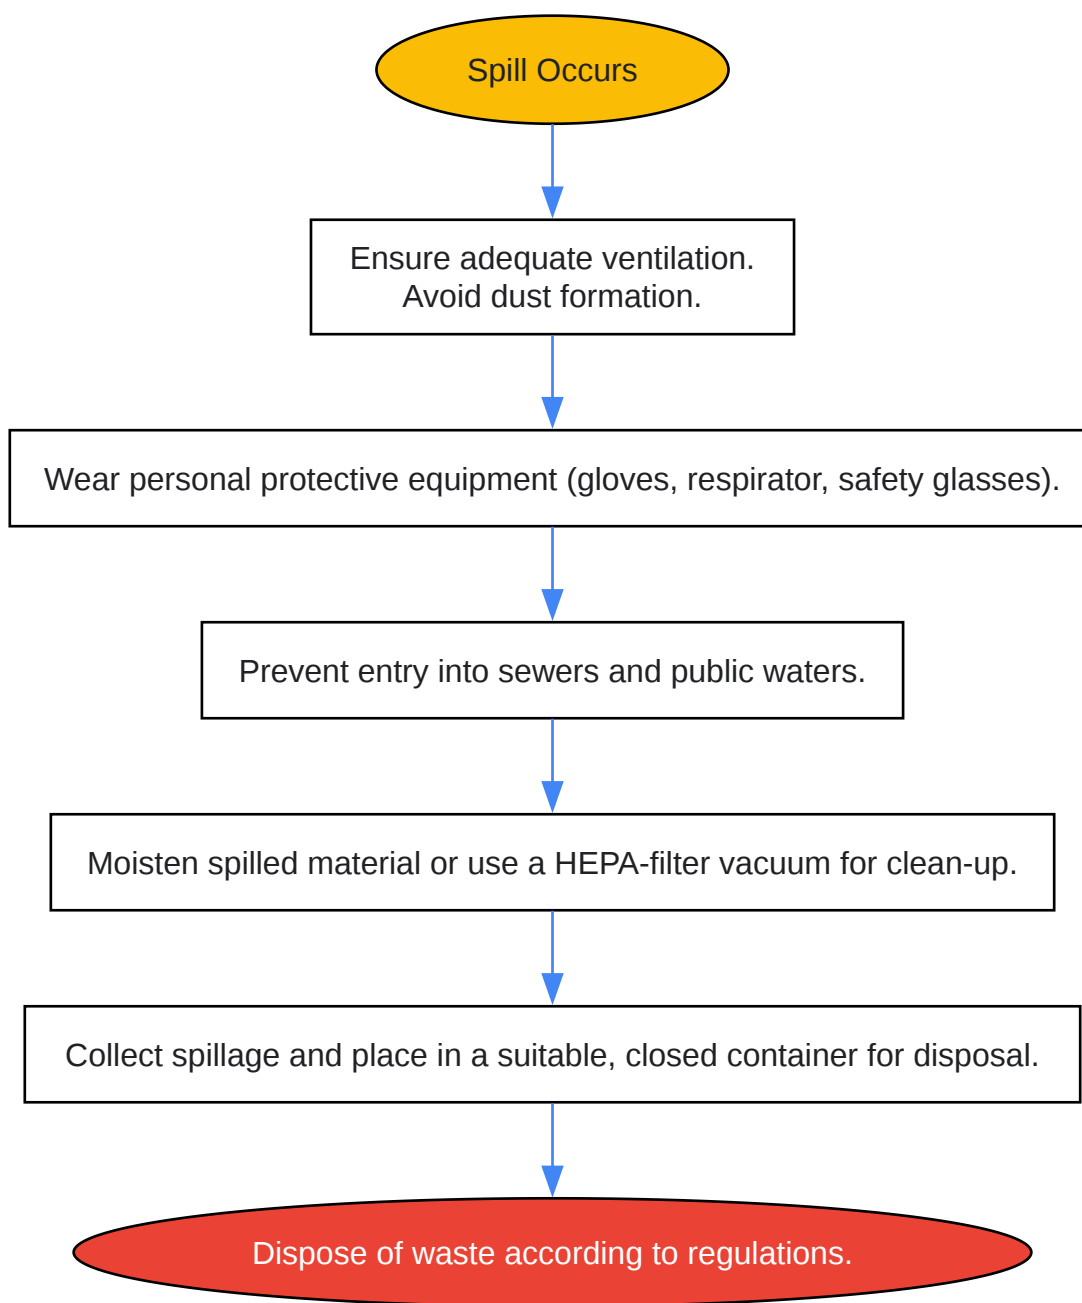 Spill Occurs
Ensure adequate ventilation.
Avoid dust formation.
Wear personal protective equipment (gloves, respirator, safety glasses).
Prevent entry into sewers and public waters.
Moisten spilled material or use a HEPA-filter vacuum for clean-up.
Collect spillage and place in a suitable, closed container for disposal.
Dispose of waste according to regulations.